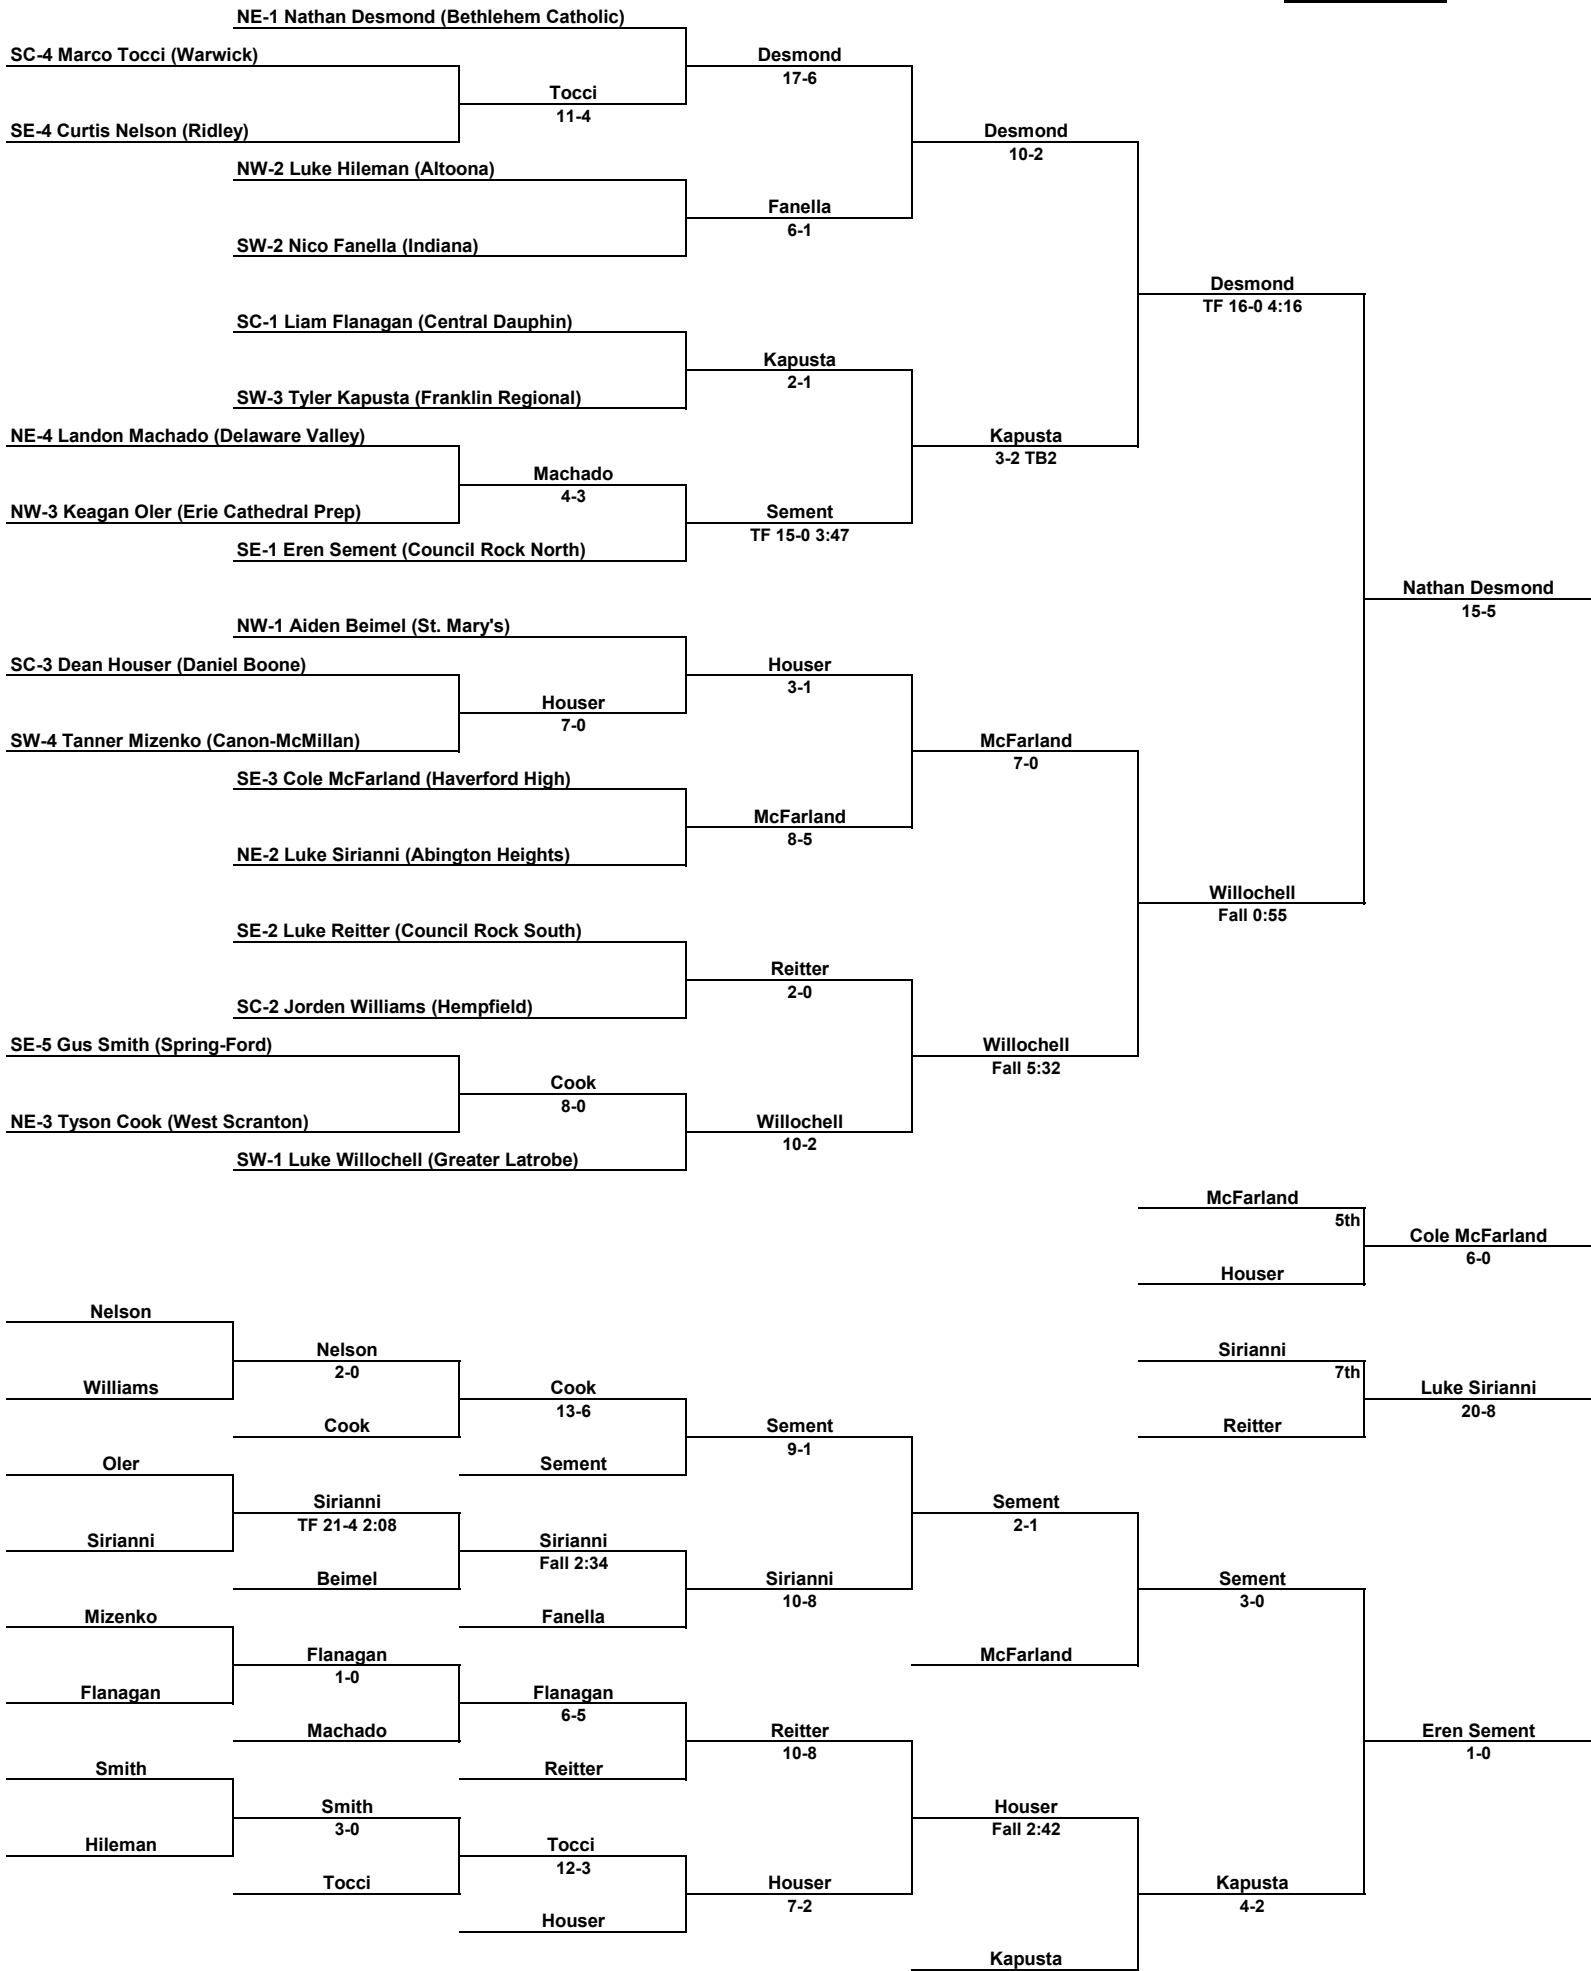 NE-1 Nathan Desmond (Bethlehem Catholic)
SC-4 Marco Tocci (Warwick)
Desmond
17-6
Tocci
11-4
SE-4 Curtis Nelson (Ridley)
Desmond
10-2
NW-2 Luke Hileman (Altoona)
Fanella
6-1
SW-2 Nico Fanella (Indiana)
Desmond
TF 16-0 4:16
SC-1 Liam Flanagan (Central Dauphin)
Kapusta
2-1
SW-3 Tyler Kapusta (Franklin Regional)
NE-4 Landon Machado (Delaware Valley)
Kapusta
3-2 TB2
Machado
4-3
NW-3 Keagan Oler (Erie Cathedral Prep)
Sement
TF 15-0 3:47
SE-1 Eren Sement (Council Rock North)
Nathan Desmond
15-5
NW-1 Aiden Beimel (St. Mary's)
SC-3 Dean Houser (Daniel Boone)
Houser
3-1
Houser
7-0
SW-4 Tanner Mizenko (Canon-McMillan)
McFarland
7-0
SE-3 Cole McFarland (Haverford High)
McFarland
8-5
NE-2 Luke Sirianni (Abington Heights)
Willochell
Fall 0:55
SE-2 Luke Reitter (Council Rock South)
Reitter
2-0
SC-2 Jorden Williams (Hempfield)
SE-5 Gus Smith (Spring-Ford)
Willochell
Fall 5:32
Cook
8-0
NE-3 Tyson Cook (West Scranton)
Willochell
10-2
SW-1 Luke Willochell (Greater Latrobe)
McFarland
5th
Cole McFarland
6-0
Houser
Nelson
Nelson
2-0
Sirianni
7th
Williams
Cook
13-6
Luke Sirianni
20-8
Cook
Sement
9-1
Reitter
Oler
Sement
Sirianni
TF 21-4 2:08
Sement
2-1
Sirianni
Sirianni
Fall 2:34
Beimel
Sirianni
10-8
Sement
3-0
Mizenko
Fanella
Flanagan
1-0
McFarland
Flanagan
Flanagan
6-5
Machado
Reitter
10-8
Eren Sement
1-0
Smith
Reitter
Smith
3-0
Houser
Fall 2:42
Hileman
Tocci
12-3
Tocci
Houser
7-2
Kapusta
4-2
Houser
Kapusta